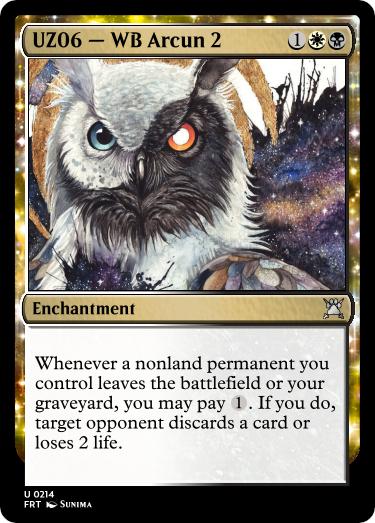 UZ06 — WB Arcun 2 1
Enchantment
Whenever a nonland permanent you
control leaves the battlefield or your
graveyard, you may pay 1. If you do,
target opponent discards a card or
loses 2 life.
U 0214
FRT Sunima